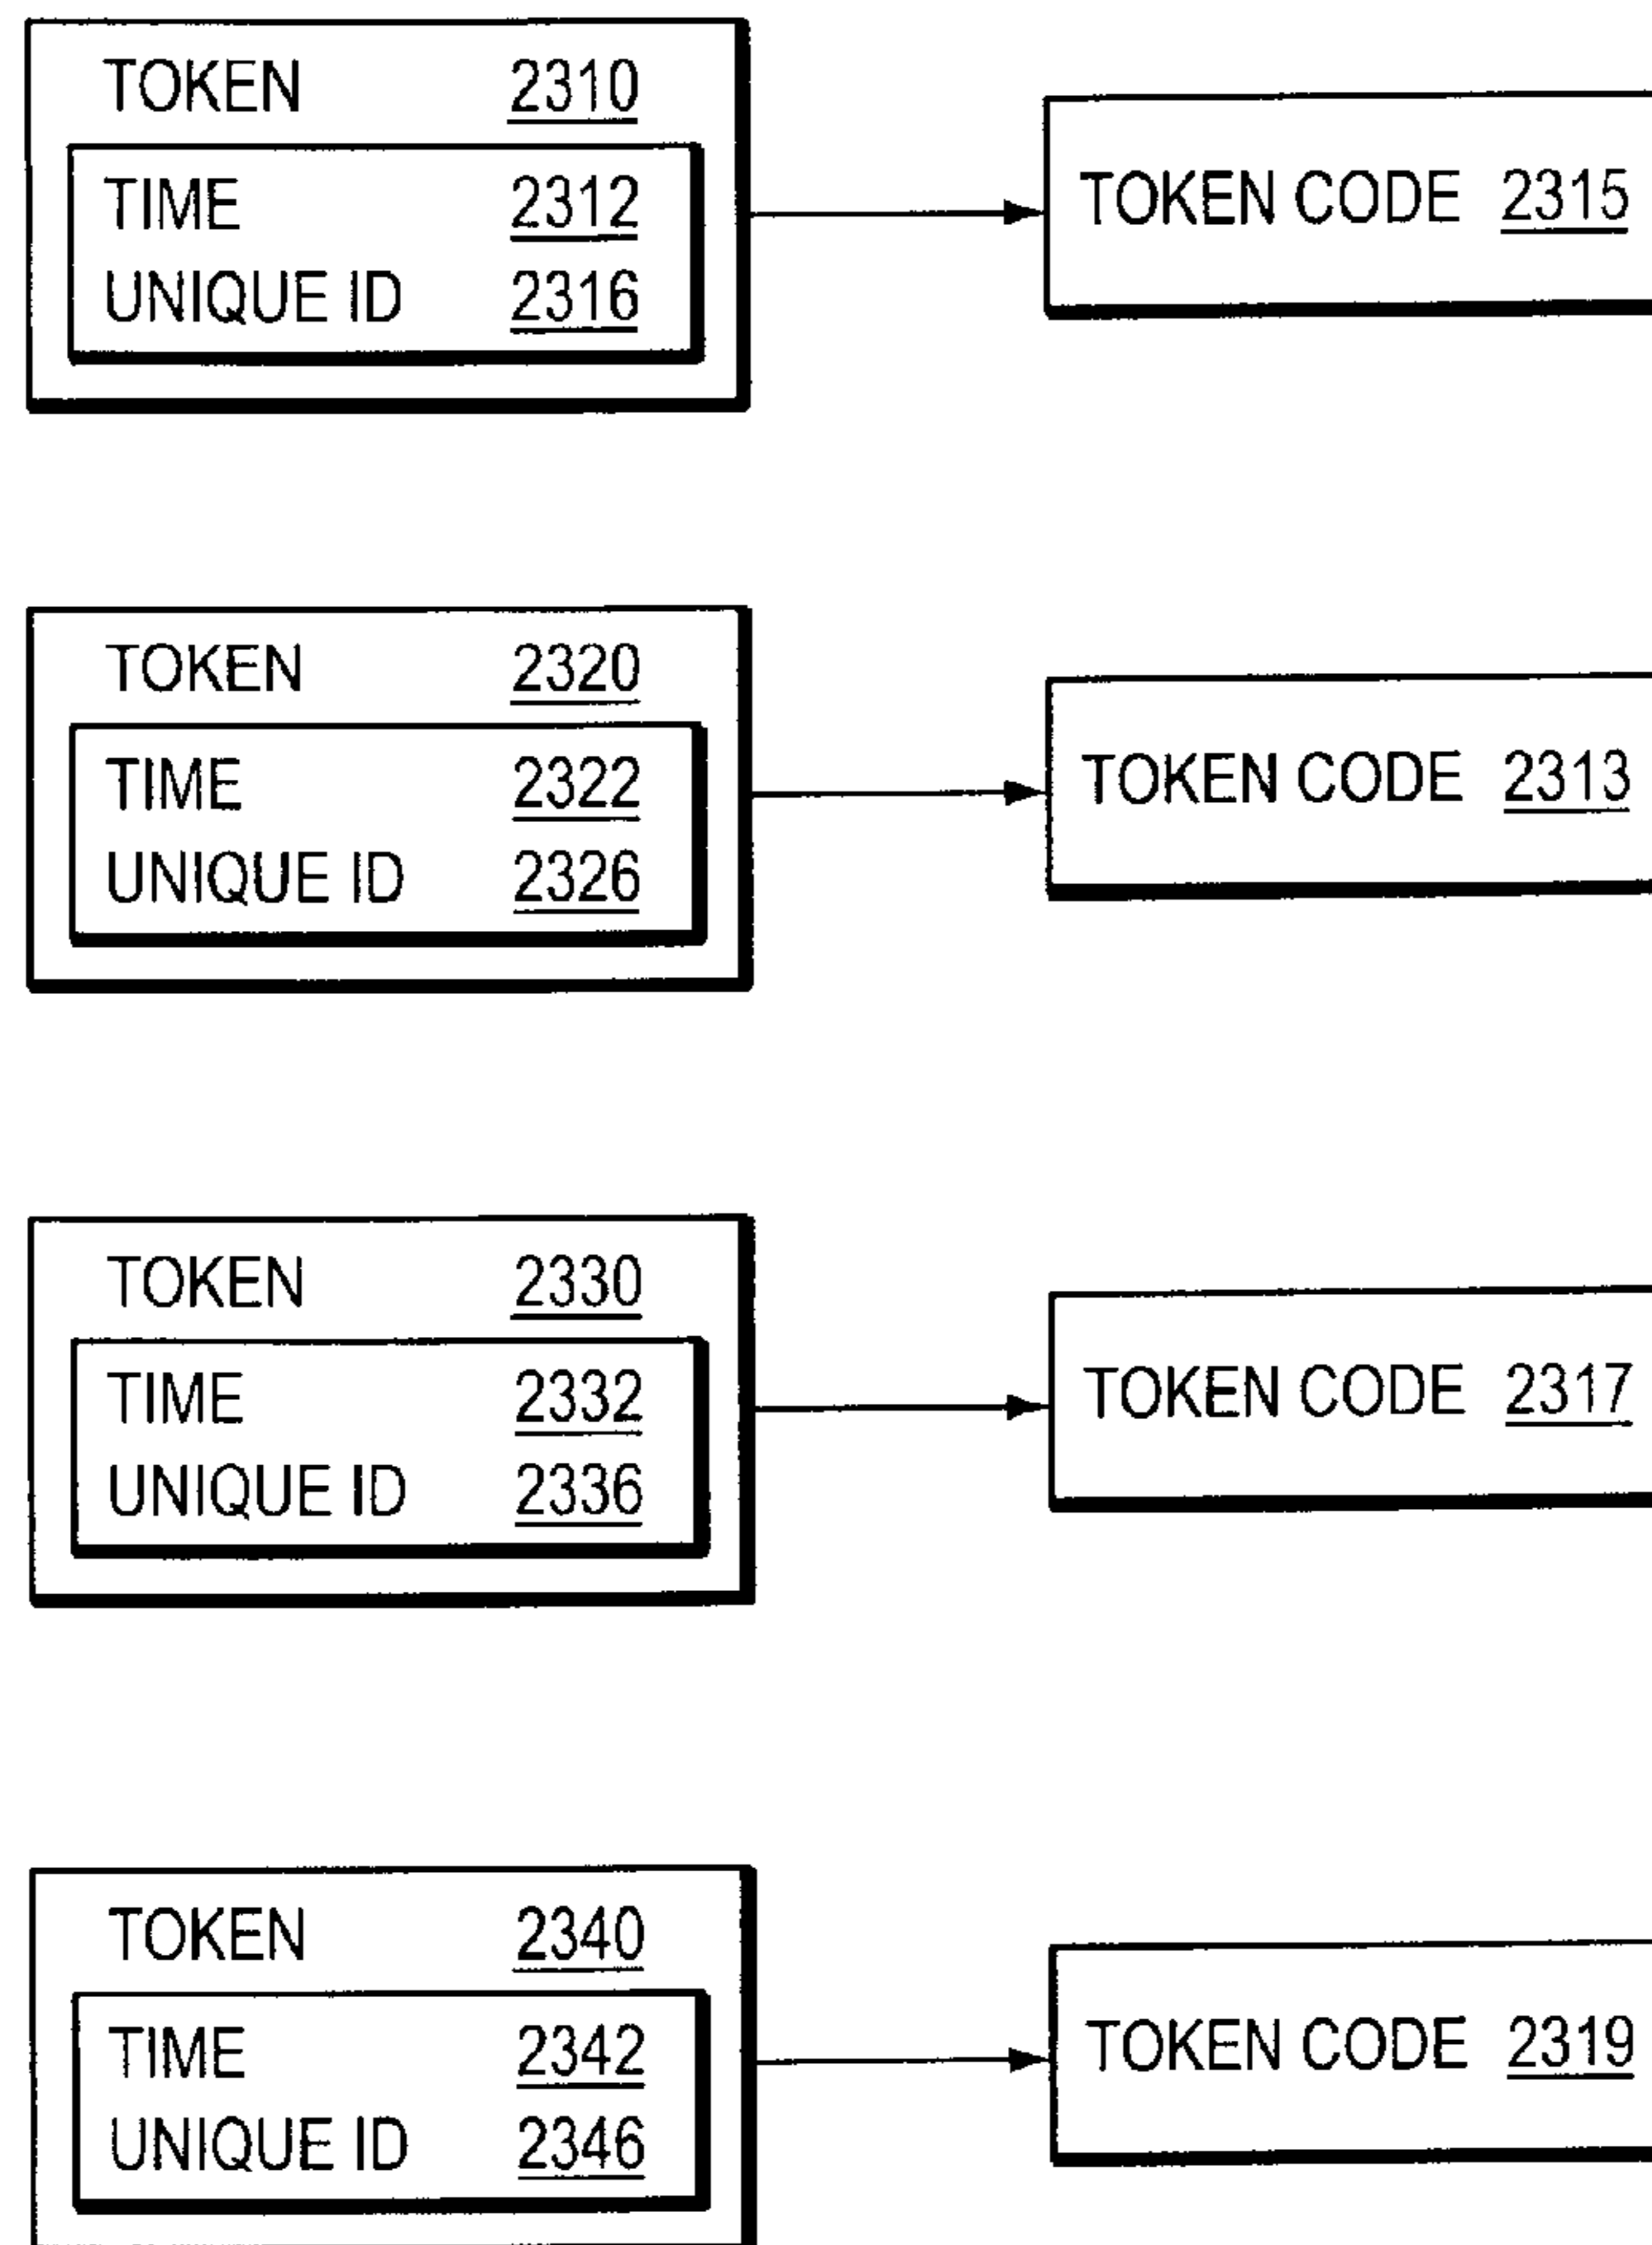 TOKEN 2310
TIME 2312
UNIQUE ID 2316
TOKEN CODE 2315
TOKEN 2320
TIME 2322
UNIQUE ID 2326
TOKEN CODE 2313
TOKEN 2330
TIME 2332
UNIQUE ID 2336
TOKEN CODE 2317
TOKEN 2340
TIME 2342
UNIQUE ID 2346
TOKEN CODE 2319